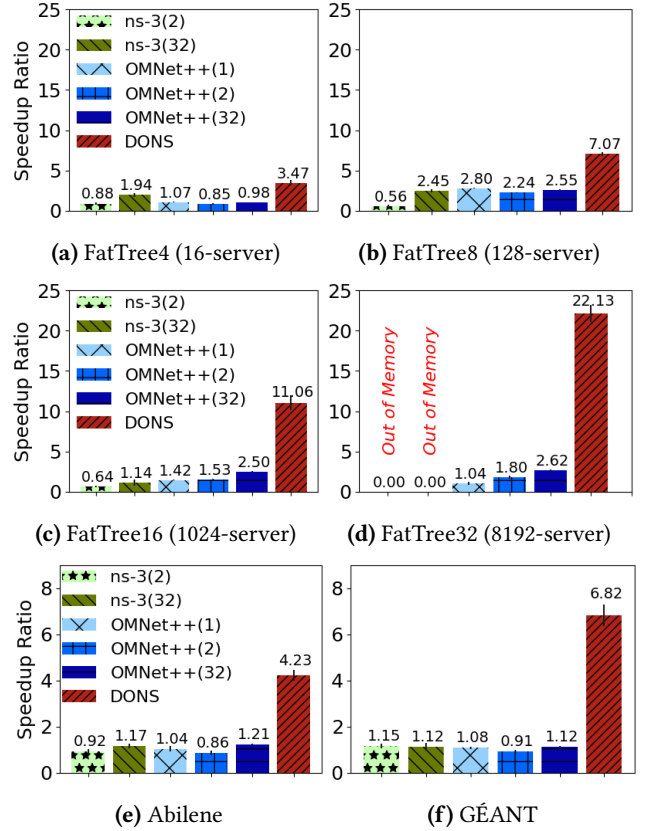 25
20
15
10
5
0
Speedup Ratio
ns-3(2)
ns-3(32)
OMNet++(1)
OMNet++(2)
OMNet++(32)
DONS
0.88
1.94
1.07
0.85
0.98
3.47
(a) FatTree4 (16-server)
25
20
15
10
5
0
0.56
2.45
2.80
2.24
2.55
7.07
(b) FatTree8 (128-server)
25
20
15
10
5
0
Speedup Ratio
ns-3(2)
ns-3(32)
OMNet++(1)
OMNet++(2)
OMNet++(32)
DONS
0.64
1.14
1.42
1.53
2.50
11.06
(c) FatTree16 (1024-server)
25
20
15
10
5
0
Out of Memory
Out of Memory
0.00
0.00
1.04
1.80
2.62
22.13
(d) FatTree32 (8192-server)
8
6
4
2
0
Speedup Ratio
ns-3(2)
ns-3(32)
OMNet++(1)
OMNet++(2)
OMNet++(32)
DONS
0.92
1.17
1.04
0.86
1.21
4.23
(e) Abilene
8
6
4
2
0
1.15
1.12
1.08
0.91
1.12
6.82
(f) GÉANT